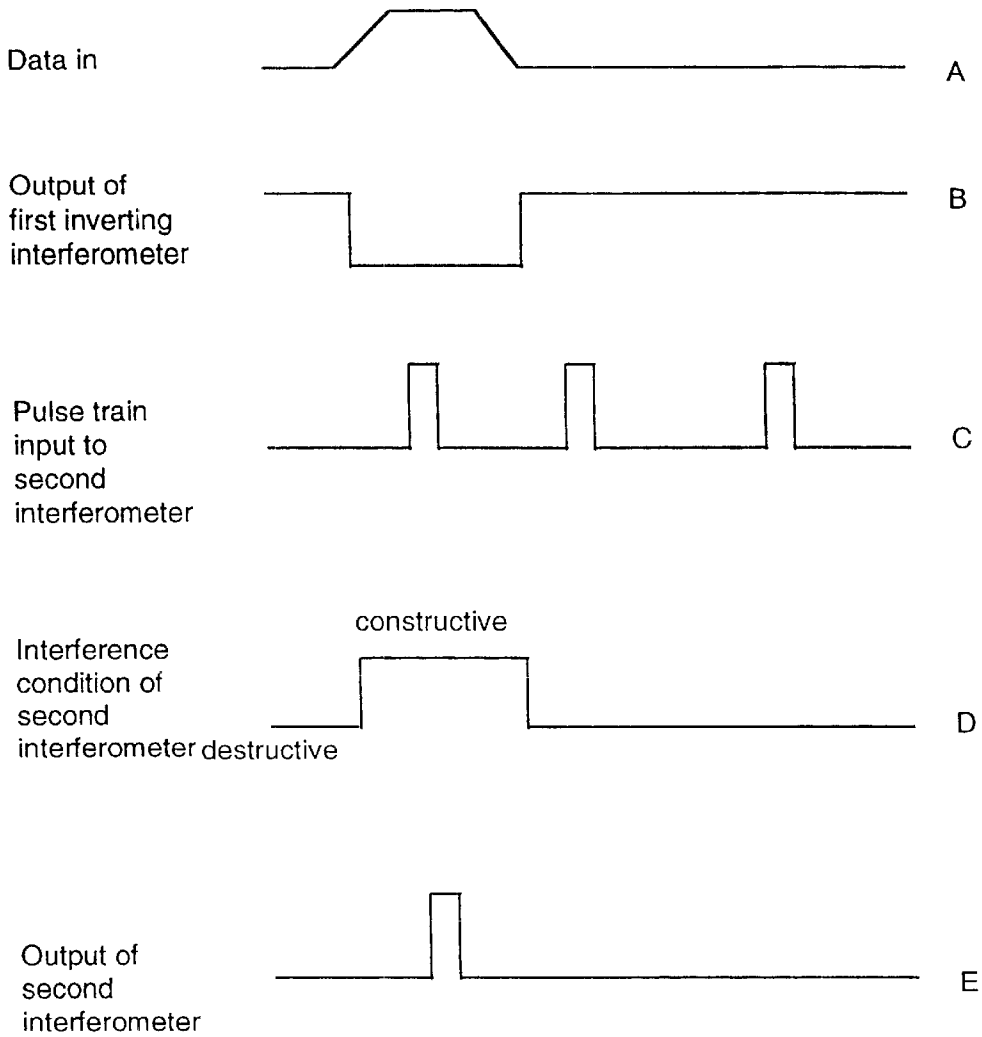 Data in
A
Output of
first inverting
interferometer
B
Pulse train
input to
second
interferometer
C
constructive
Interference
condition of
second
interferometer destructive
D
Output of
second
interferometer
E